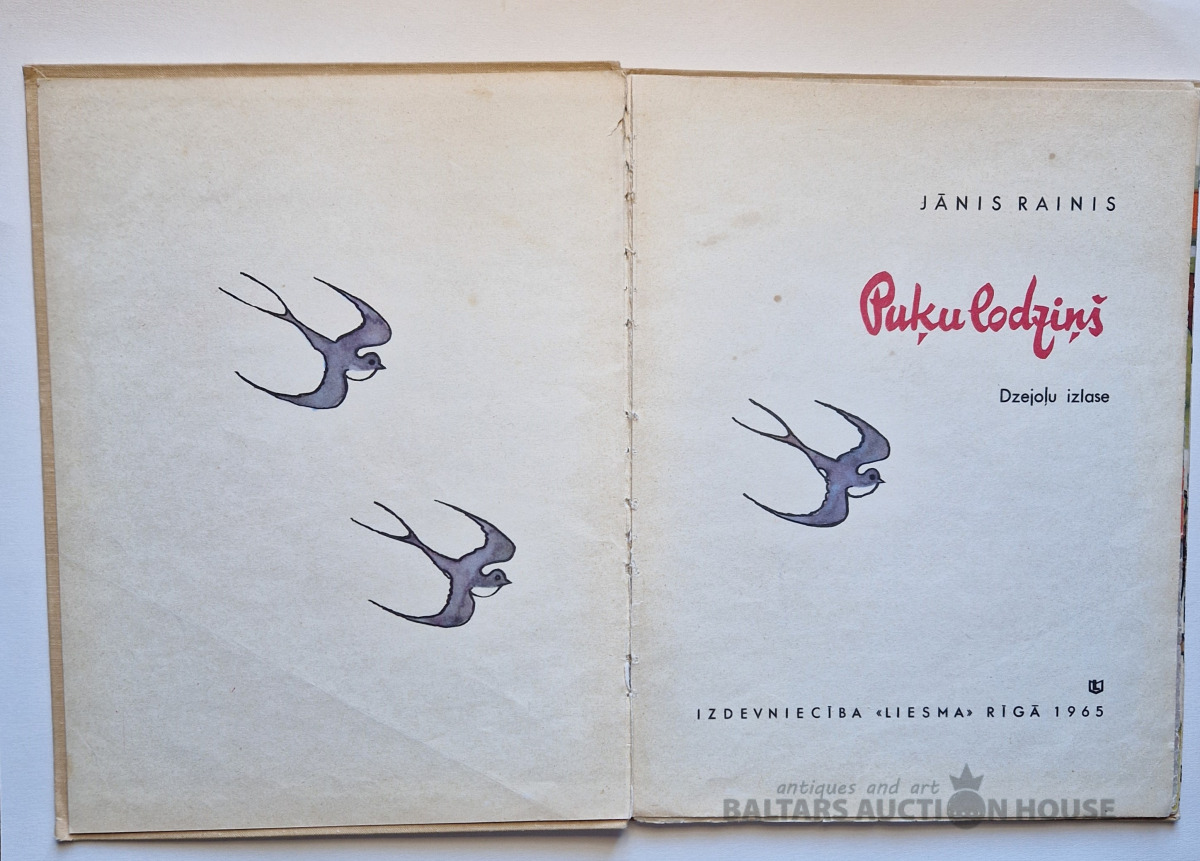 JĀNIS RAINIS
Puķu lodziņš
Dzejoļu izlase
IZDEVNIECĪBA «LIESMA» RĪGĀ 1965
antiques and art
BALTARS AUCTION HOUSE